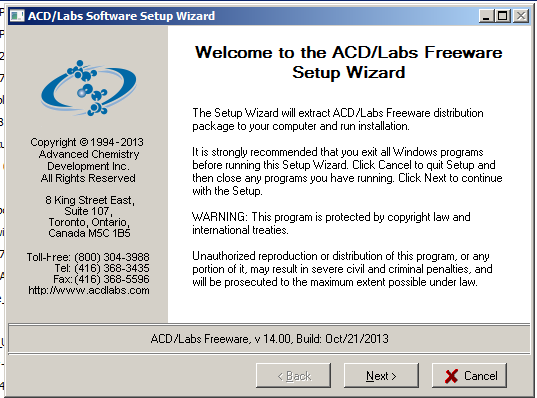 ACD/Labs Software Setup Wizard
Welcome to the ACD/Labs Freeware
Setup Wizard
The Setup Wizard will extract ACD/Labs Freeware distribution
package to your computer and run installation.
It is strongly recommended that you exit all Windows programs
before running this Setup Wizard. Click Cancel to quit Setup and
then close any programs you have running. Click Next to continue
with the Setup.
WARNING: This program is protected by copyright law and
international treaties.
Unauthorized reproduction or distribution of this program, or any
portion of it, may result in severe civil and criminal penalties, and
will be prosecuted to the maximum extent possible under law.
Copyright © 1994-2013
Advanced Chemistry
Development Inc.
All Rights Reserved
8 King Street East,
Suite 107,
Toronto, Ontario,
Canada M5C 1B5
Toll-Free: (800) 304-3988
Tel: (416) 368-3435
Fax: (416) 368-5596
http://www.acdlabs.com
ACD/Labs Freeware, v 14.00, Build: Oct/21/2013
< Back
Next >
Cancel